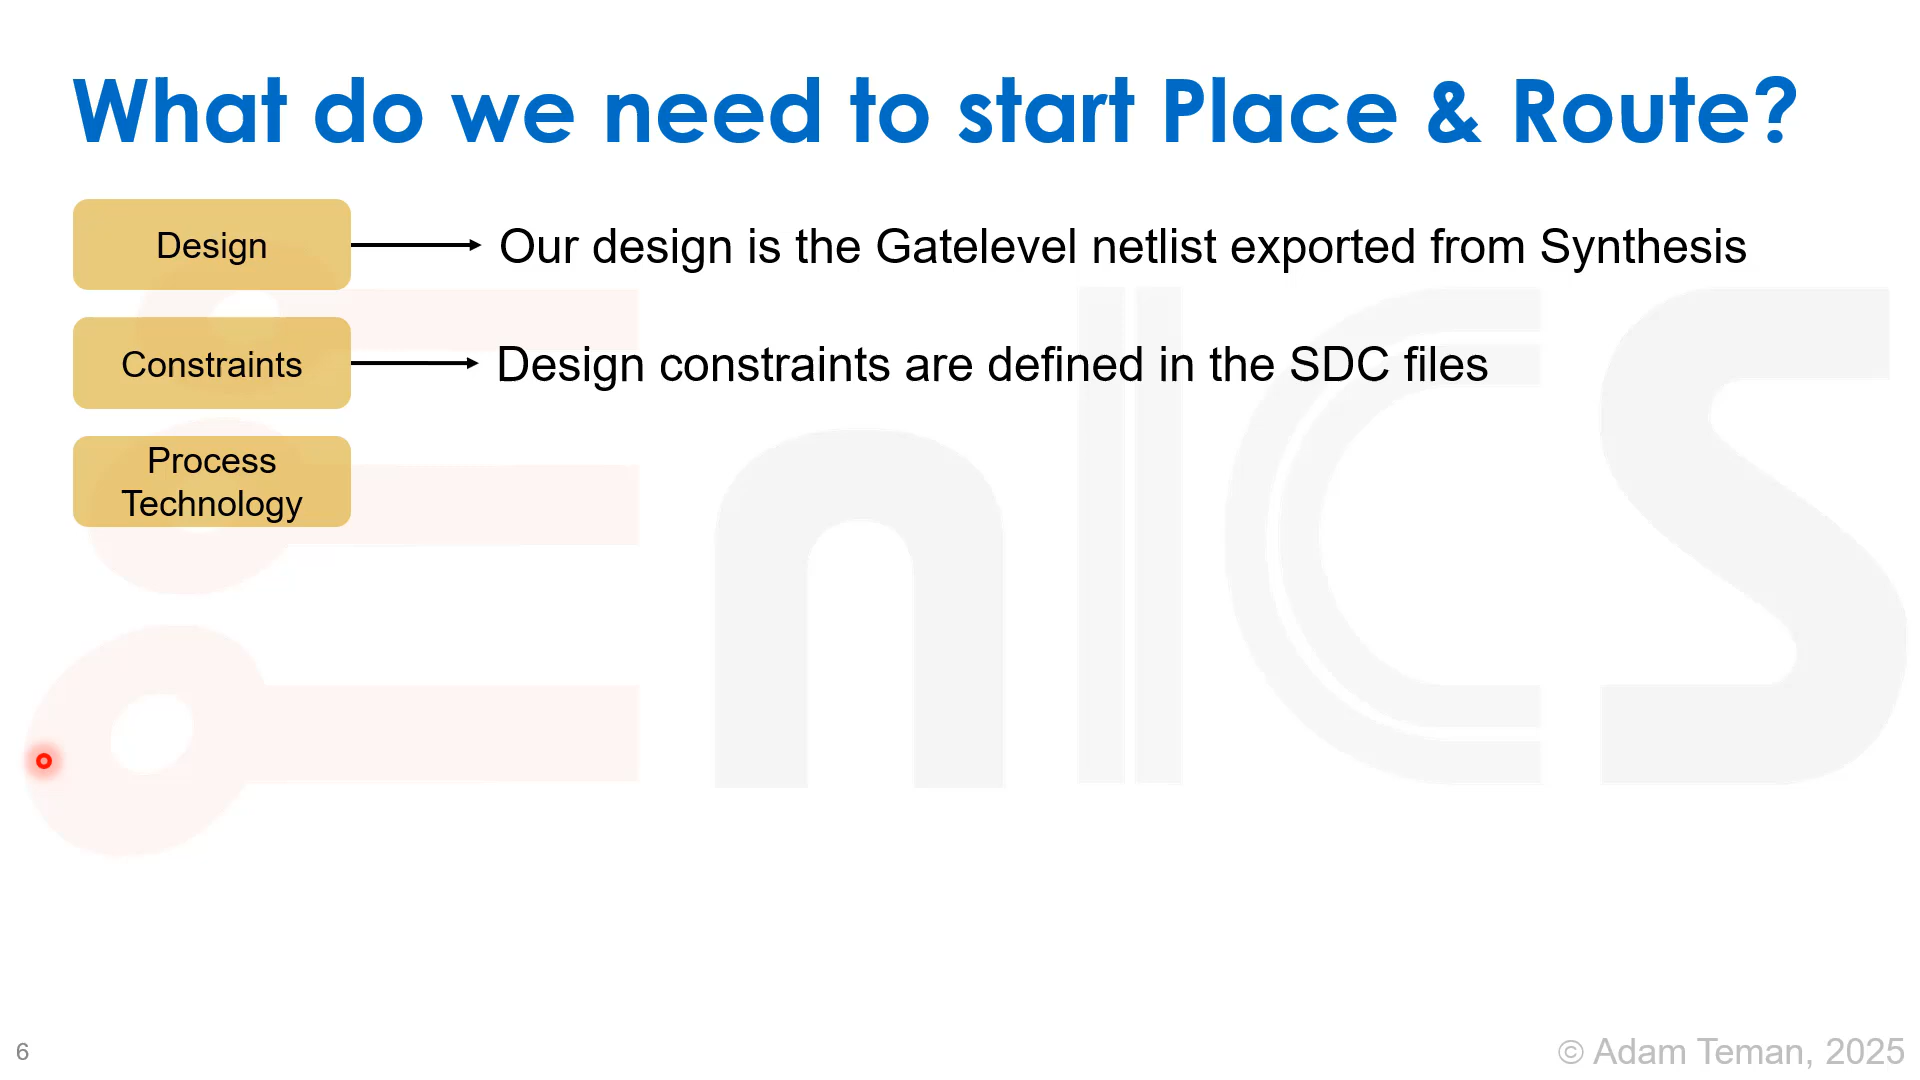 What do we need to start Place & Route?
Design
Our design is the Gatelevel netlist exported from Synthesis
Constraints
Design constraints are defined in the SDC files
Process
Technology
EnICS
6
© Adam Teman, 2025